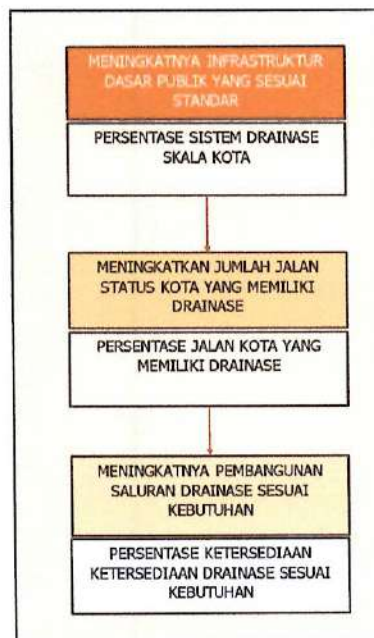 MENINGKATNYA INFRASTRUKTUR
DASAR PUBLIK YANG SESUAI
STANDAR
PERSENTASE SISTEM DRAINASE
SKALA KOTA
MENINGKATKAN JUMLAH JALAN
STATUS KOTA YANG MEMILIKI
DRAINASE
PERSENTASE JALAN KOTA YANG
MEMILIKI DRAINASE
MENINGKATNYA PEMBANGUNAN
SALURAN DRAINASE SESUAI
KEBUTUHAN
PERSENTASE KETERSEDIAAN
KETERSEDIAAN DRAINASE SESUAI
KEBUTUHAN